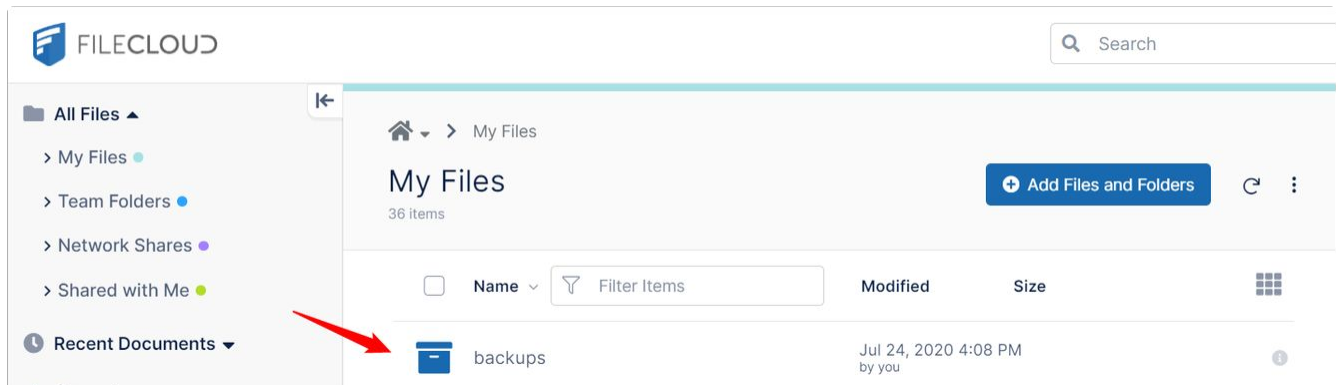 FILECLOUD
Search
All Files
My Files
Team Folders
Network Shares
Shared with Me
Recent Documents
My Files
My Files
36 items
Add Files and Folders
Name
Filter Items
Modified
Size
backups
Jul 24, 2020 4:08 PM
by you